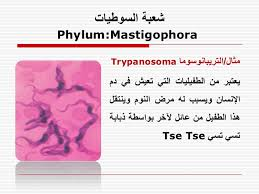 شعبة السوطيات
Phylum:Mastigophora
مثال/التريبانوسوما Trypanosoma
يعتبر من الطفيليات التي تعيش في دم
الإنسان ويسبب له مرض النوم وينتقل
هذا الطفيل من عائل لآخر بواسطة ذبابة
تسي تسي Tse Tse